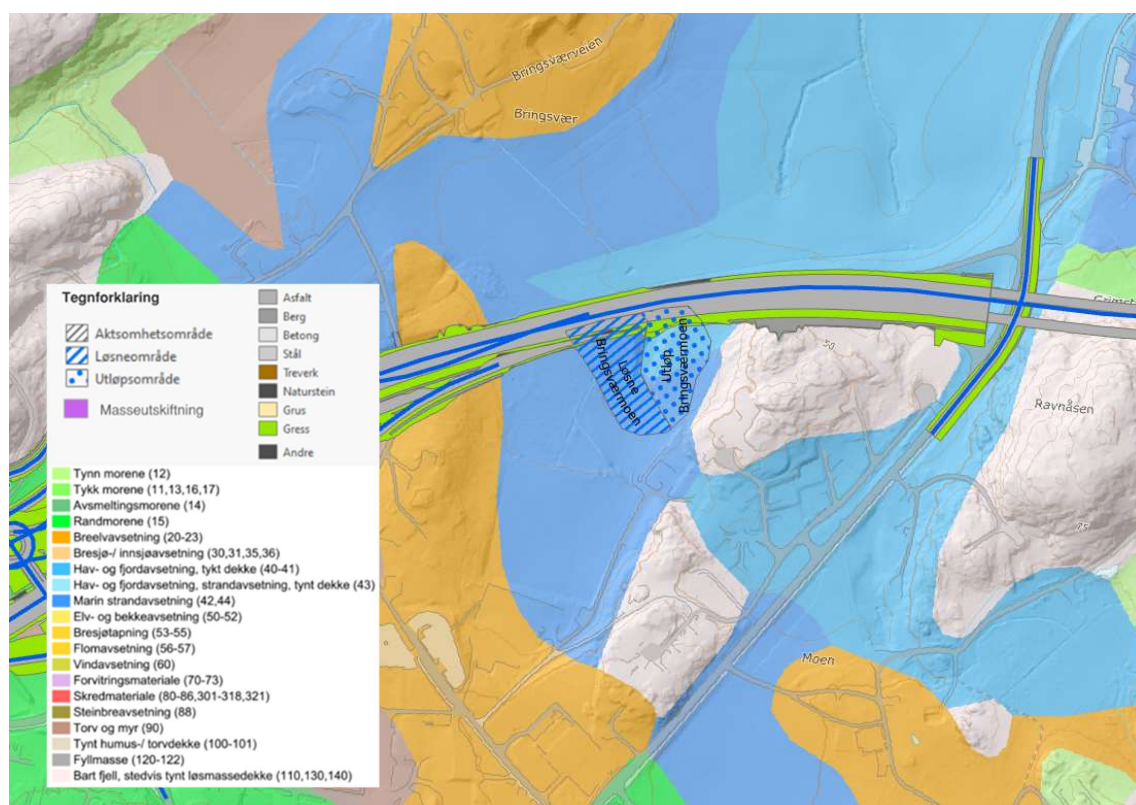 Bringsværveien
Bringsvær
Løsne
Bringsværmoen
Utløp
Bringsværmoen
50
Ravnåsen
75
Moen
Tegnforklaring
Aktsomhetsområde
Løsneområde
Utløpsområde
Masseutskiftning
Asfalt
Berg
Betong
Stål
Treverk
Naturstein
Grus
Gress
Andre
Tynn morene (12)
Tykk morene (11,13,16,17)
Avsmeltingsmorene (14)
Randmorene (15)
Breelvavsetning (20-23)
Bresjø-/ innsjøavsetning (30,31,35,36)
Hav- og fjordavsetning, tykt dekke (40-41)
Hav- og fjordavsetning, strandavsetning, tynt dekke (43)
Marin strandavsetning (42,44)
Elv- og bekkeavsetning (50-52)
Bresjøtapning (53-55)
Flomavsetning (56-57)
Vindavsetning (60)
Forvitringsmateriale (70-73)
Skredmateriale (80-86,301-318,321)
Steinbreavsetning (88)
Torv og myr (90)
Tynt humus-/ torvdekke (100-101)
Fyllmasse (120-122)
Bart fjell, stedvis tynt løsmassedekke (110,130,140)